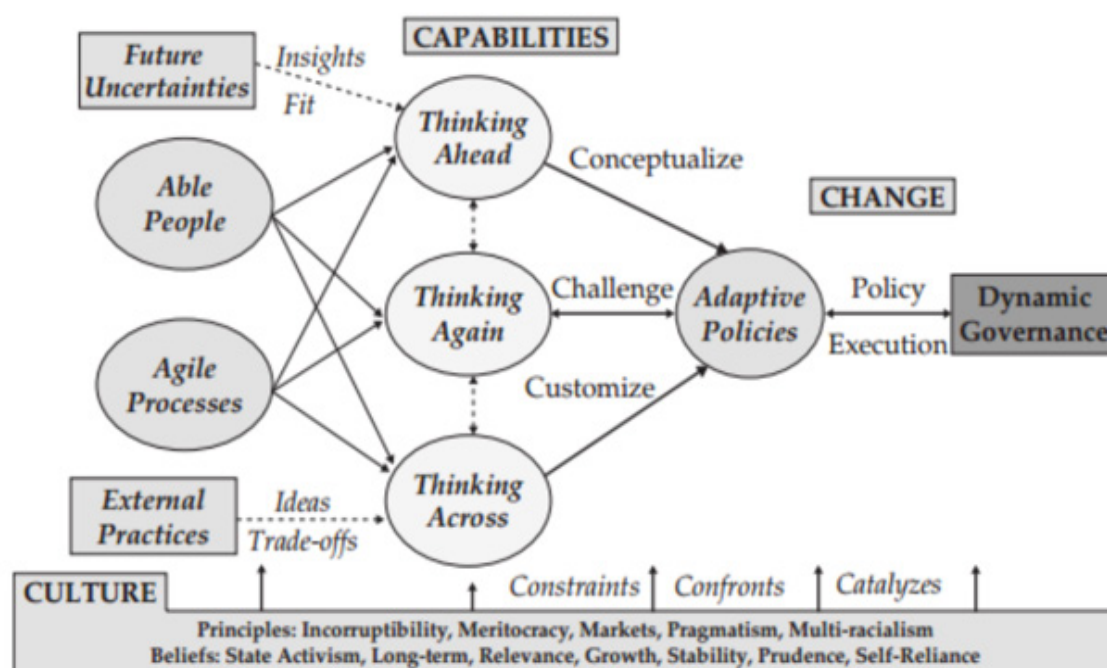 CAPABILITIES
Future
Uncertainties
Insights
Fit
Thinking
Ahead
Conceptualize
Able
People
CHANGE
Thinking
Again
Challenge
Adaptive
Policies
Policy
Execution
Dynamic
Governance
Agile
Processes
Customize
External
Practices
Ideas
Trade-offs
Thinking
Across
CULTURE
Constraints
Confronts
Catalyzes
Principles: Incorruptibility, Meritocracy, Markets, Pragmatism, Multi-racialism
Beliefs: State Activism, Long-term, Relevance, Growth, Stability, Prudence, Self-Reliance